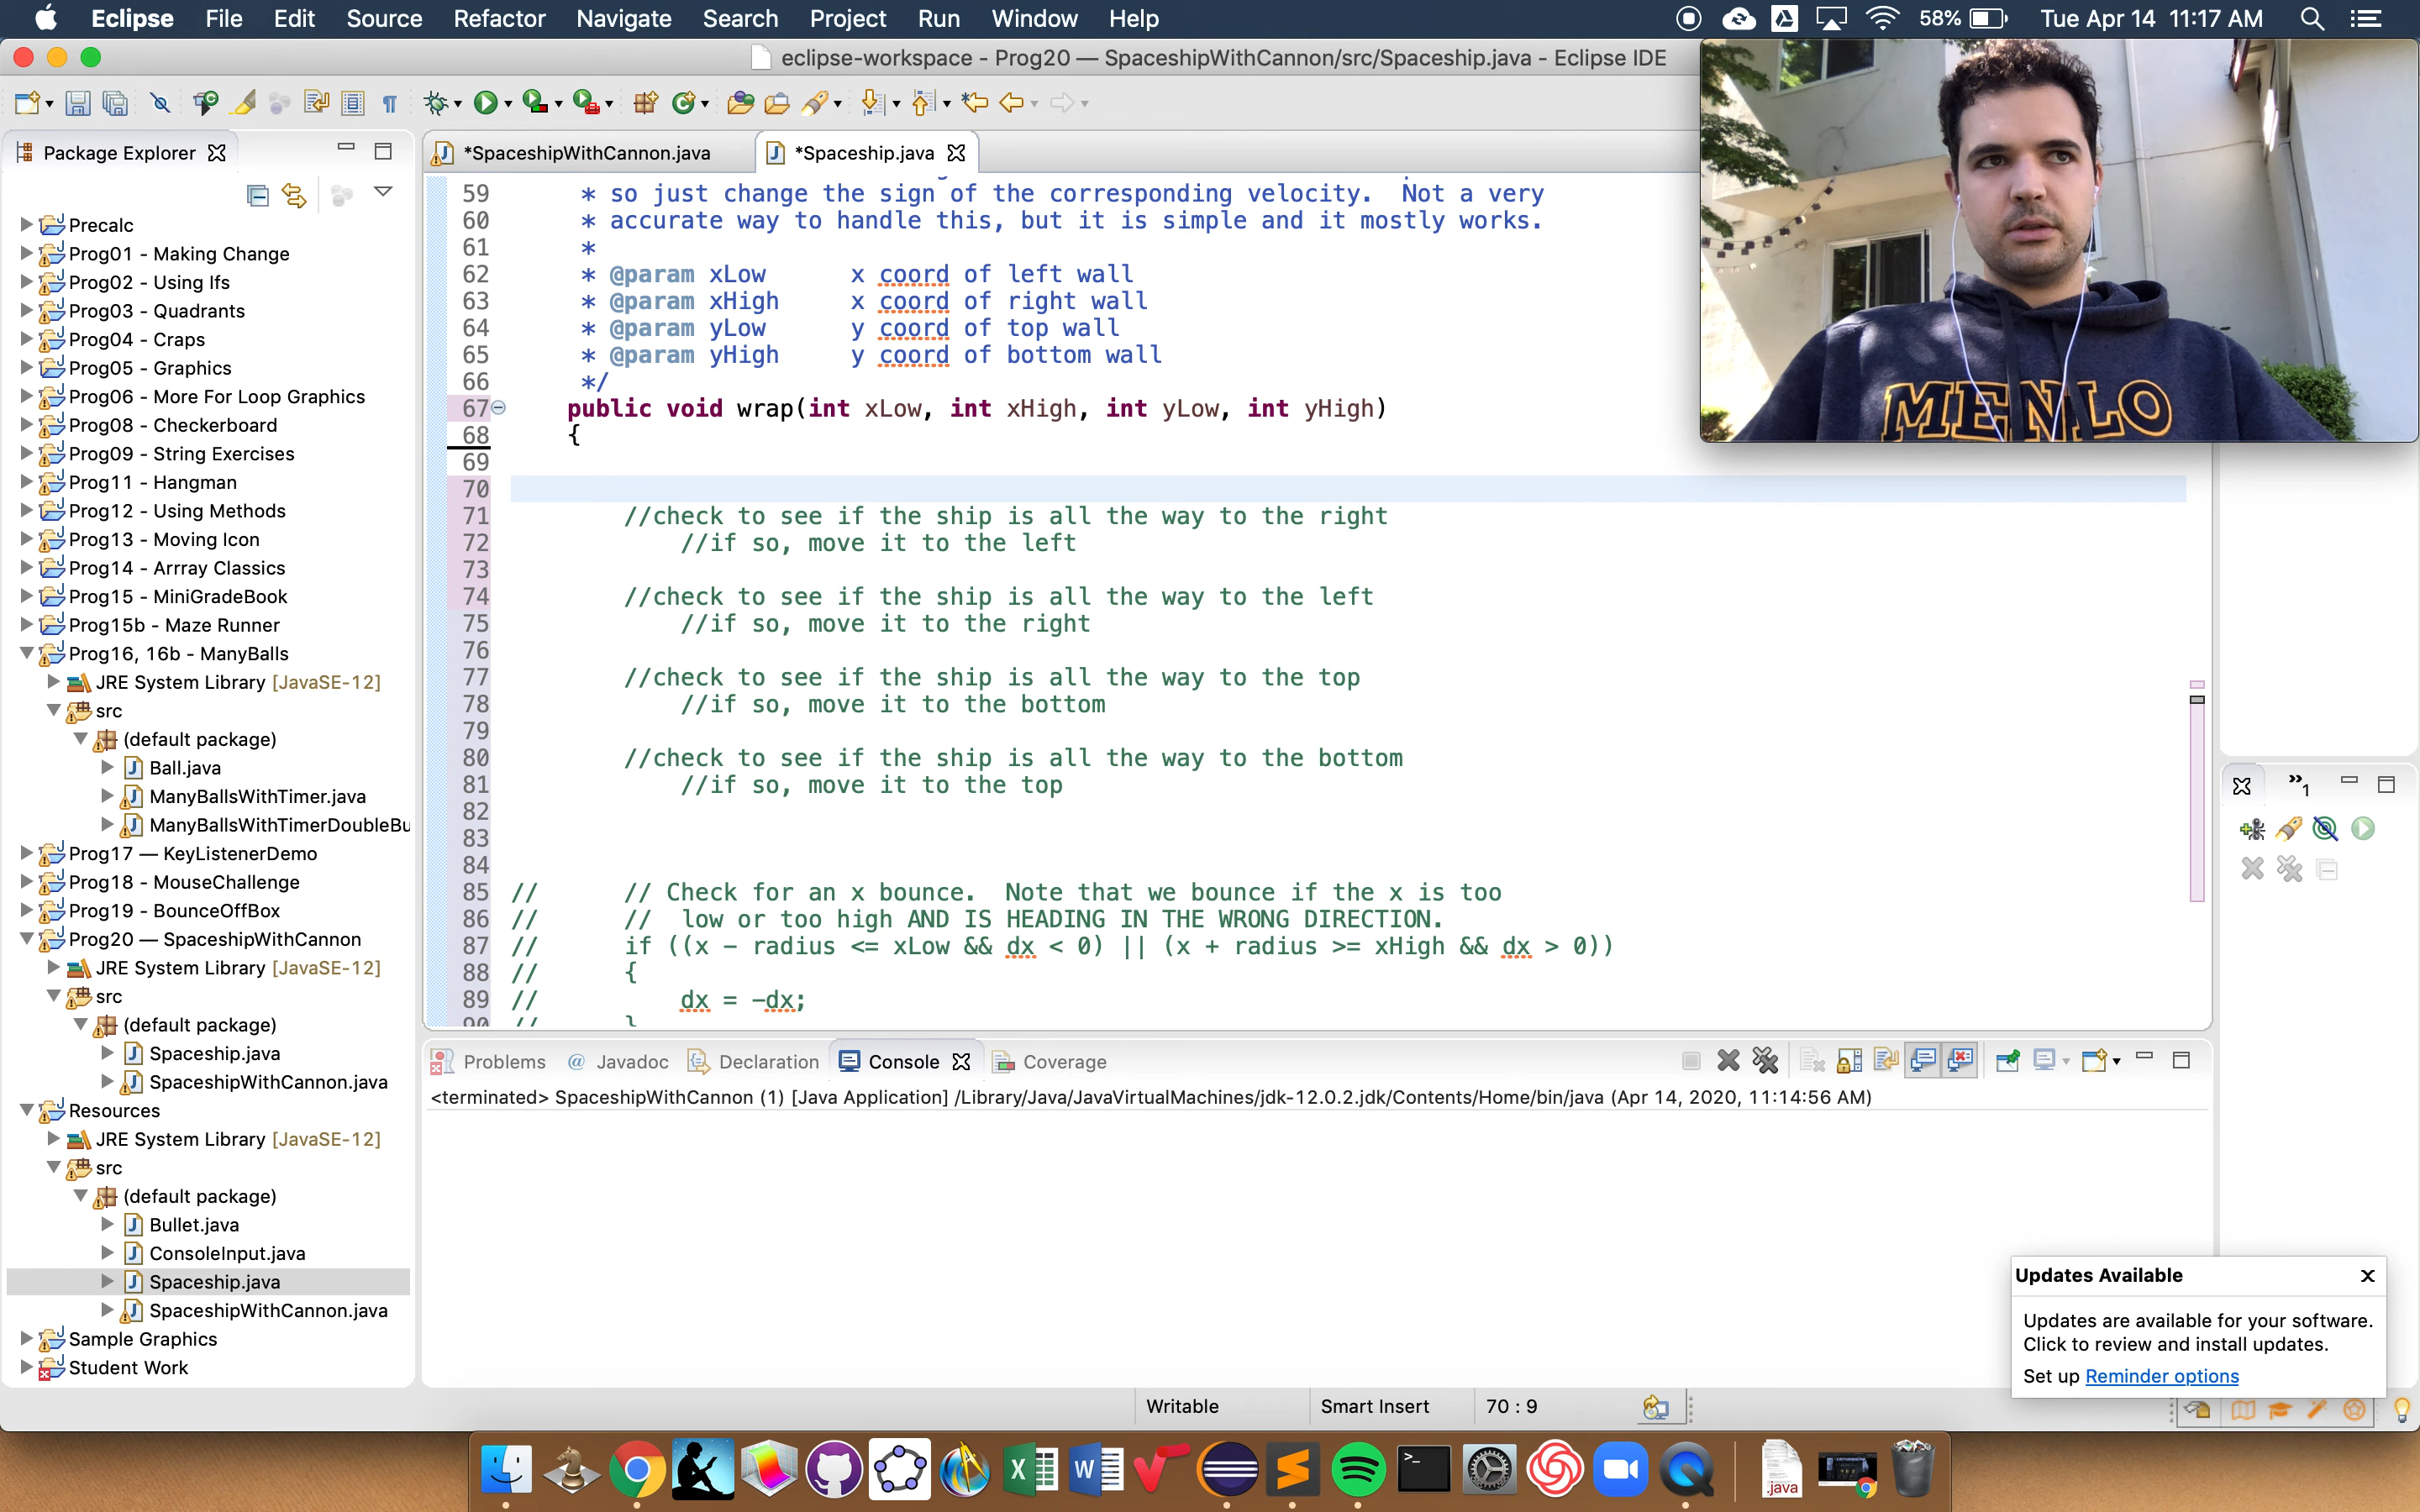 Eclipse File Edit Source Refactor Navigate Search Project Run Window Help 58% Tue Apr 14 11:17 AM
eclipse-workspace - Prog20 — SpaceshipWithCannon/src/Spaceship.java - Eclipse IDE
Package Explorer
Precalc
Prog01 - Making Change
Prog02 - Using Ifs
Prog03 - Quadrants
Prog04 - Craps
Prog05 - Graphics
Prog06 - More For Loop Graphics
Prog08 - Checkerboard
Prog09 - String Exercises
Prog11 - Hangman
Prog12 - Using Methods
Prog13 - Moving Icon
Prog14 - Arrray Classics
Prog15 - MiniGradeBook
Prog15b - Maze Runner
Prog16, 16b - ManyBalls
JRE System Library [JavaSE-12]
src
(default package)
Ball.java
ManyBallsWithTimer.java
ManyBallsWithTimerDoubleBu
Prog17 — KeyListenerDemo
Prog18 - MouseChallenge
Prog19 - BounceOffBox
Prog20 — SpaceshipWithCannon
JRE System Library [JavaSE-12]
src
(default package)
Spaceship.java
SpaceshipWithCannon.java
Resources
JRE System Library [JavaSE-12]
src
(default package)
Bullet.java
ConsoleInput.java
Spaceship.java
SpaceshipWithCannon.java
Sample Graphics
Student Work
*SpaceshipWithCannon.java *Spaceship.java
59 * so just change the sign of the corresponding velocity.  Not a very
60 * accurate way to handle this, but it is simple and it mostly works.
61 *
62 * @param xLow      x coord of left wall
63 * @param xHigh     x coord of right wall
64 * @param yLow      y coord of top wall
65 * @param yHigh     y coord of bottom wall
66 */
67 public void wrap(int xLow, int xHigh, int yLow, int yHigh)
68 {
69
70
71 //check to see if the ship is all the way to the right
72 //if so, move it to the left
73
74 //check to see if the ship is all the way to the left
75 //if so, move it to the right
76
77 //check to see if the ship is all the way to the top
78 //if so, move it to the bottom
79
80 //check to see if the ship is all the way to the bottom
81 //if so, move it to the top
82
83
84
85 //      // Check for an x bounce.  Note that we bounce if the x is too
86 //      //  low or too high AND IS HEADING IN THE WRONG DIRECTION.
87 //      if ((x - radius <= xLow && dx < 0) || (x + radius >= xHigh && dx > 0))
88 //      {
89 //          dx = -dx;
90 //      }
MENLO
»1
Problems @ Javadoc Declaration Console Coverage
<terminated> SpaceshipWithCannon (1) [Java Application] /Library/Java/JavaVirtualMachines/jdk-12.0.2.jdk/Contents/Home/bin/java (Apr 14, 2020, 11:14:56 AM)
Updates Available x
Updates are available for your software.
Click to review and install updates.
Set up Reminder options
Writable Smart Insert 70 : 9
.java